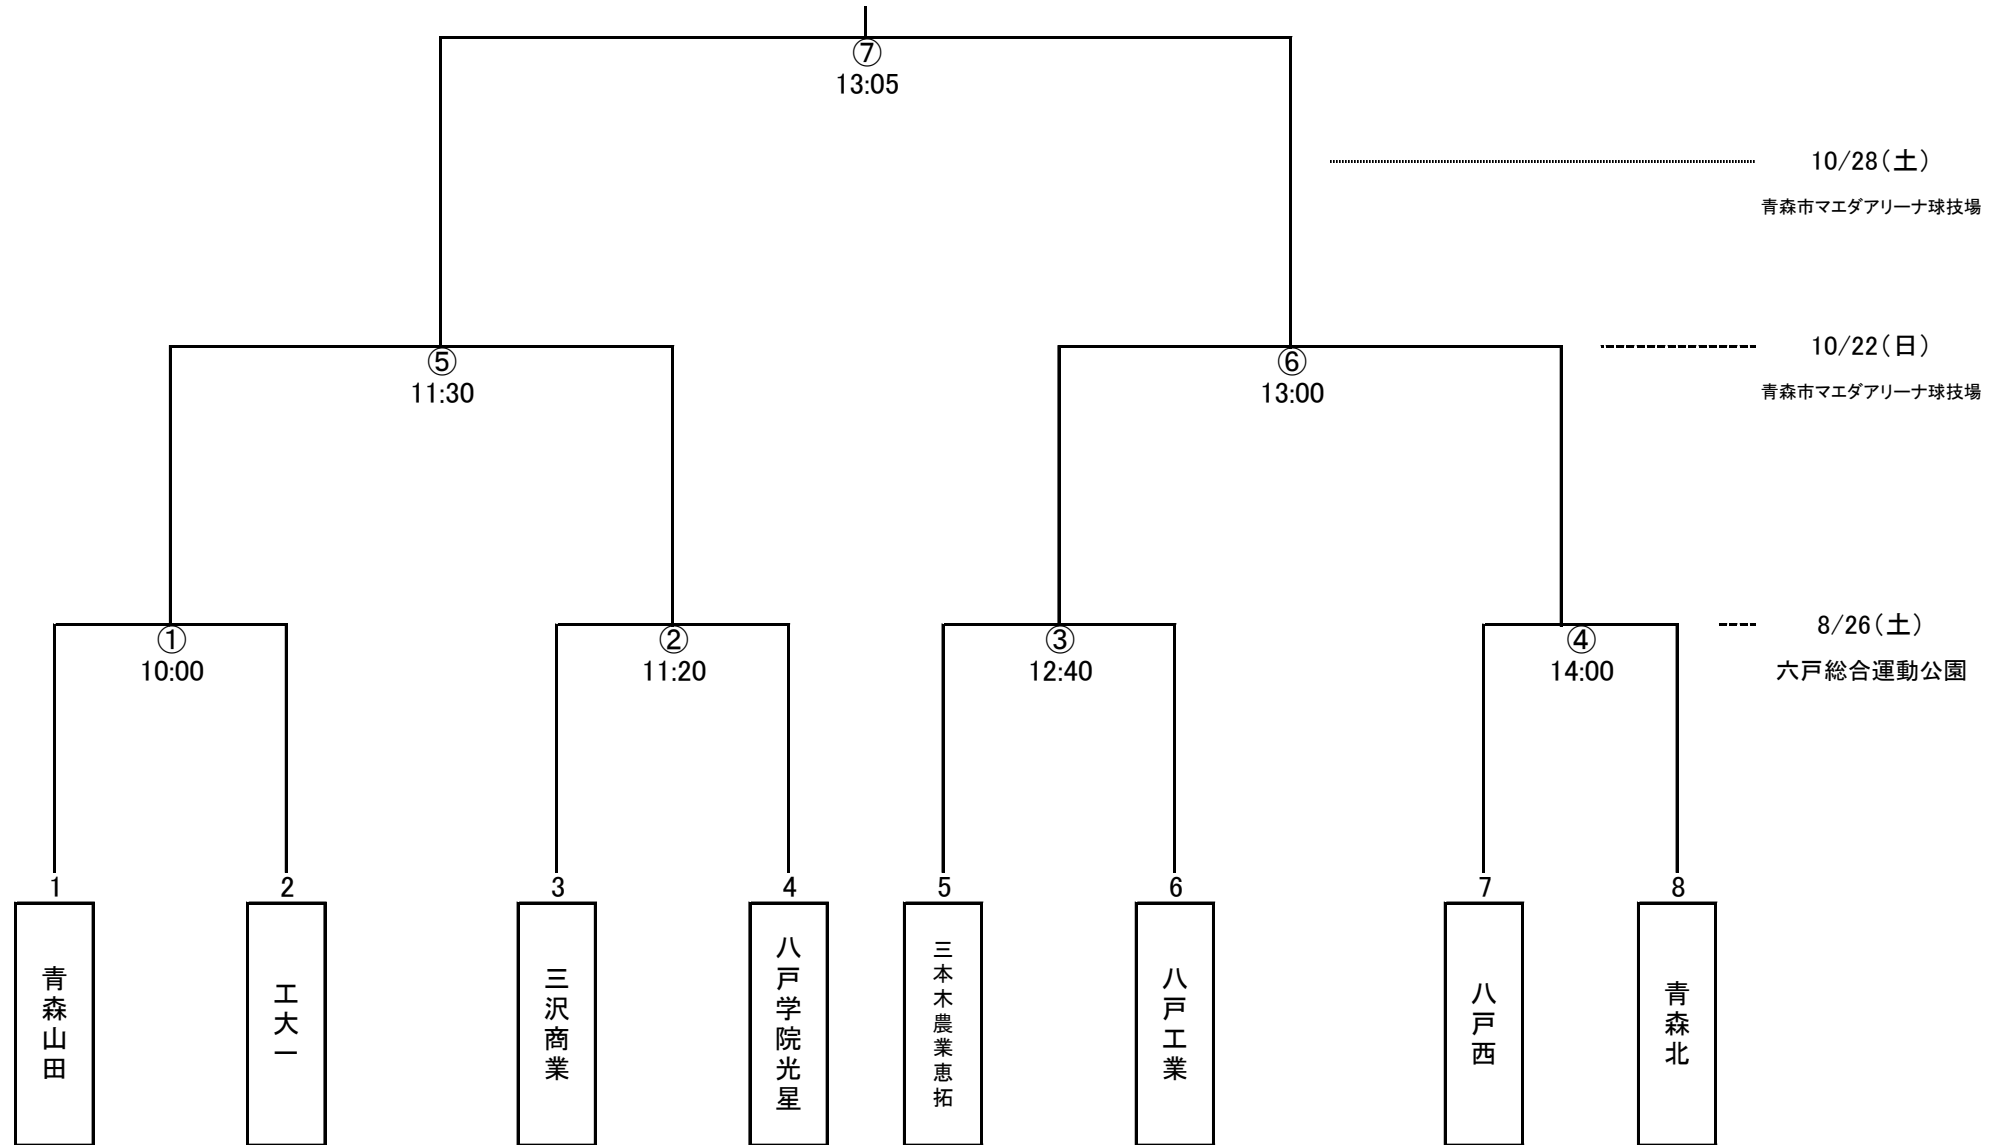 ⑦
13:05
10/28(土)
青森市マエダアリーナ球技場
⑤
11:30
⑥
13:00
10/22(日)
青森市マエダアリーナ球技場
①
10:00
②
11:20
③
12:40
④
14:00
8/26(土)
六戸総合運動公園
1
2
3
4
5
6
7
8
青森山田
工大一
三沢商業
八戸学院光星
三本木農業恵拓
八戸工業
八戸西
青森北